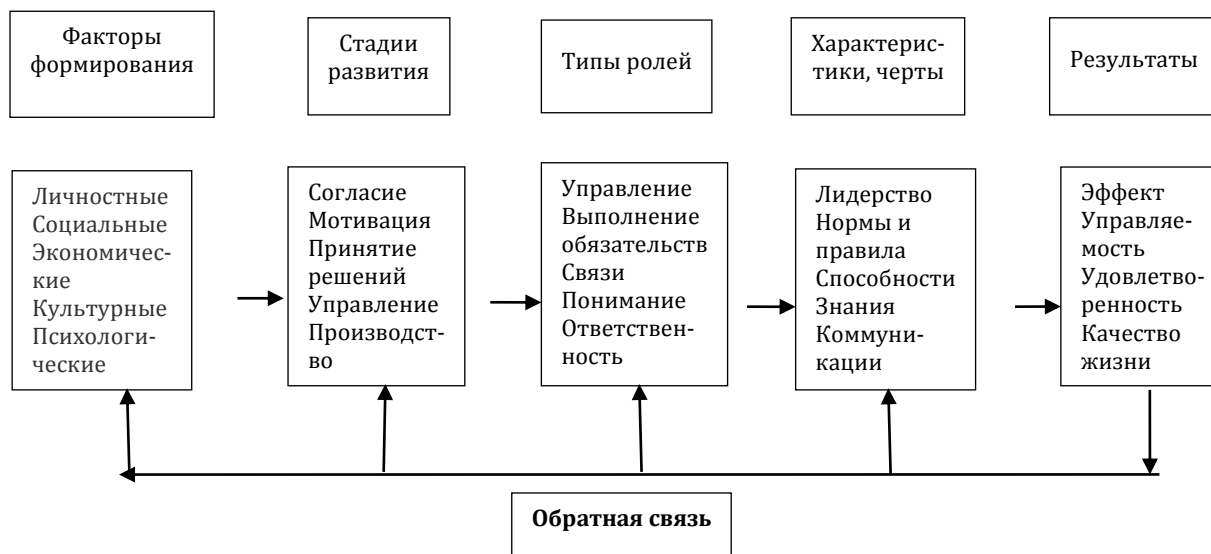 Факторы
формирования
Стадии
развития
Типы ролей
Характерис-
тики, черты
Результаты
Личностные
Социальные
Экономичес-
кие
Культурные
Психологи-
ческие
Согласие
Мотивация
Принятие
решений
Управление
Производст-
во
Управление
Выполнение
обязательств
Связи
Понимание
Ответствен-
ность
Лидерство
Нормы и
правила
Способности
Знания
Коммуни-
кации
Эффект
Управляе-
мость
Удовлетво-
ренность
Качество
жизни
Обратная связь